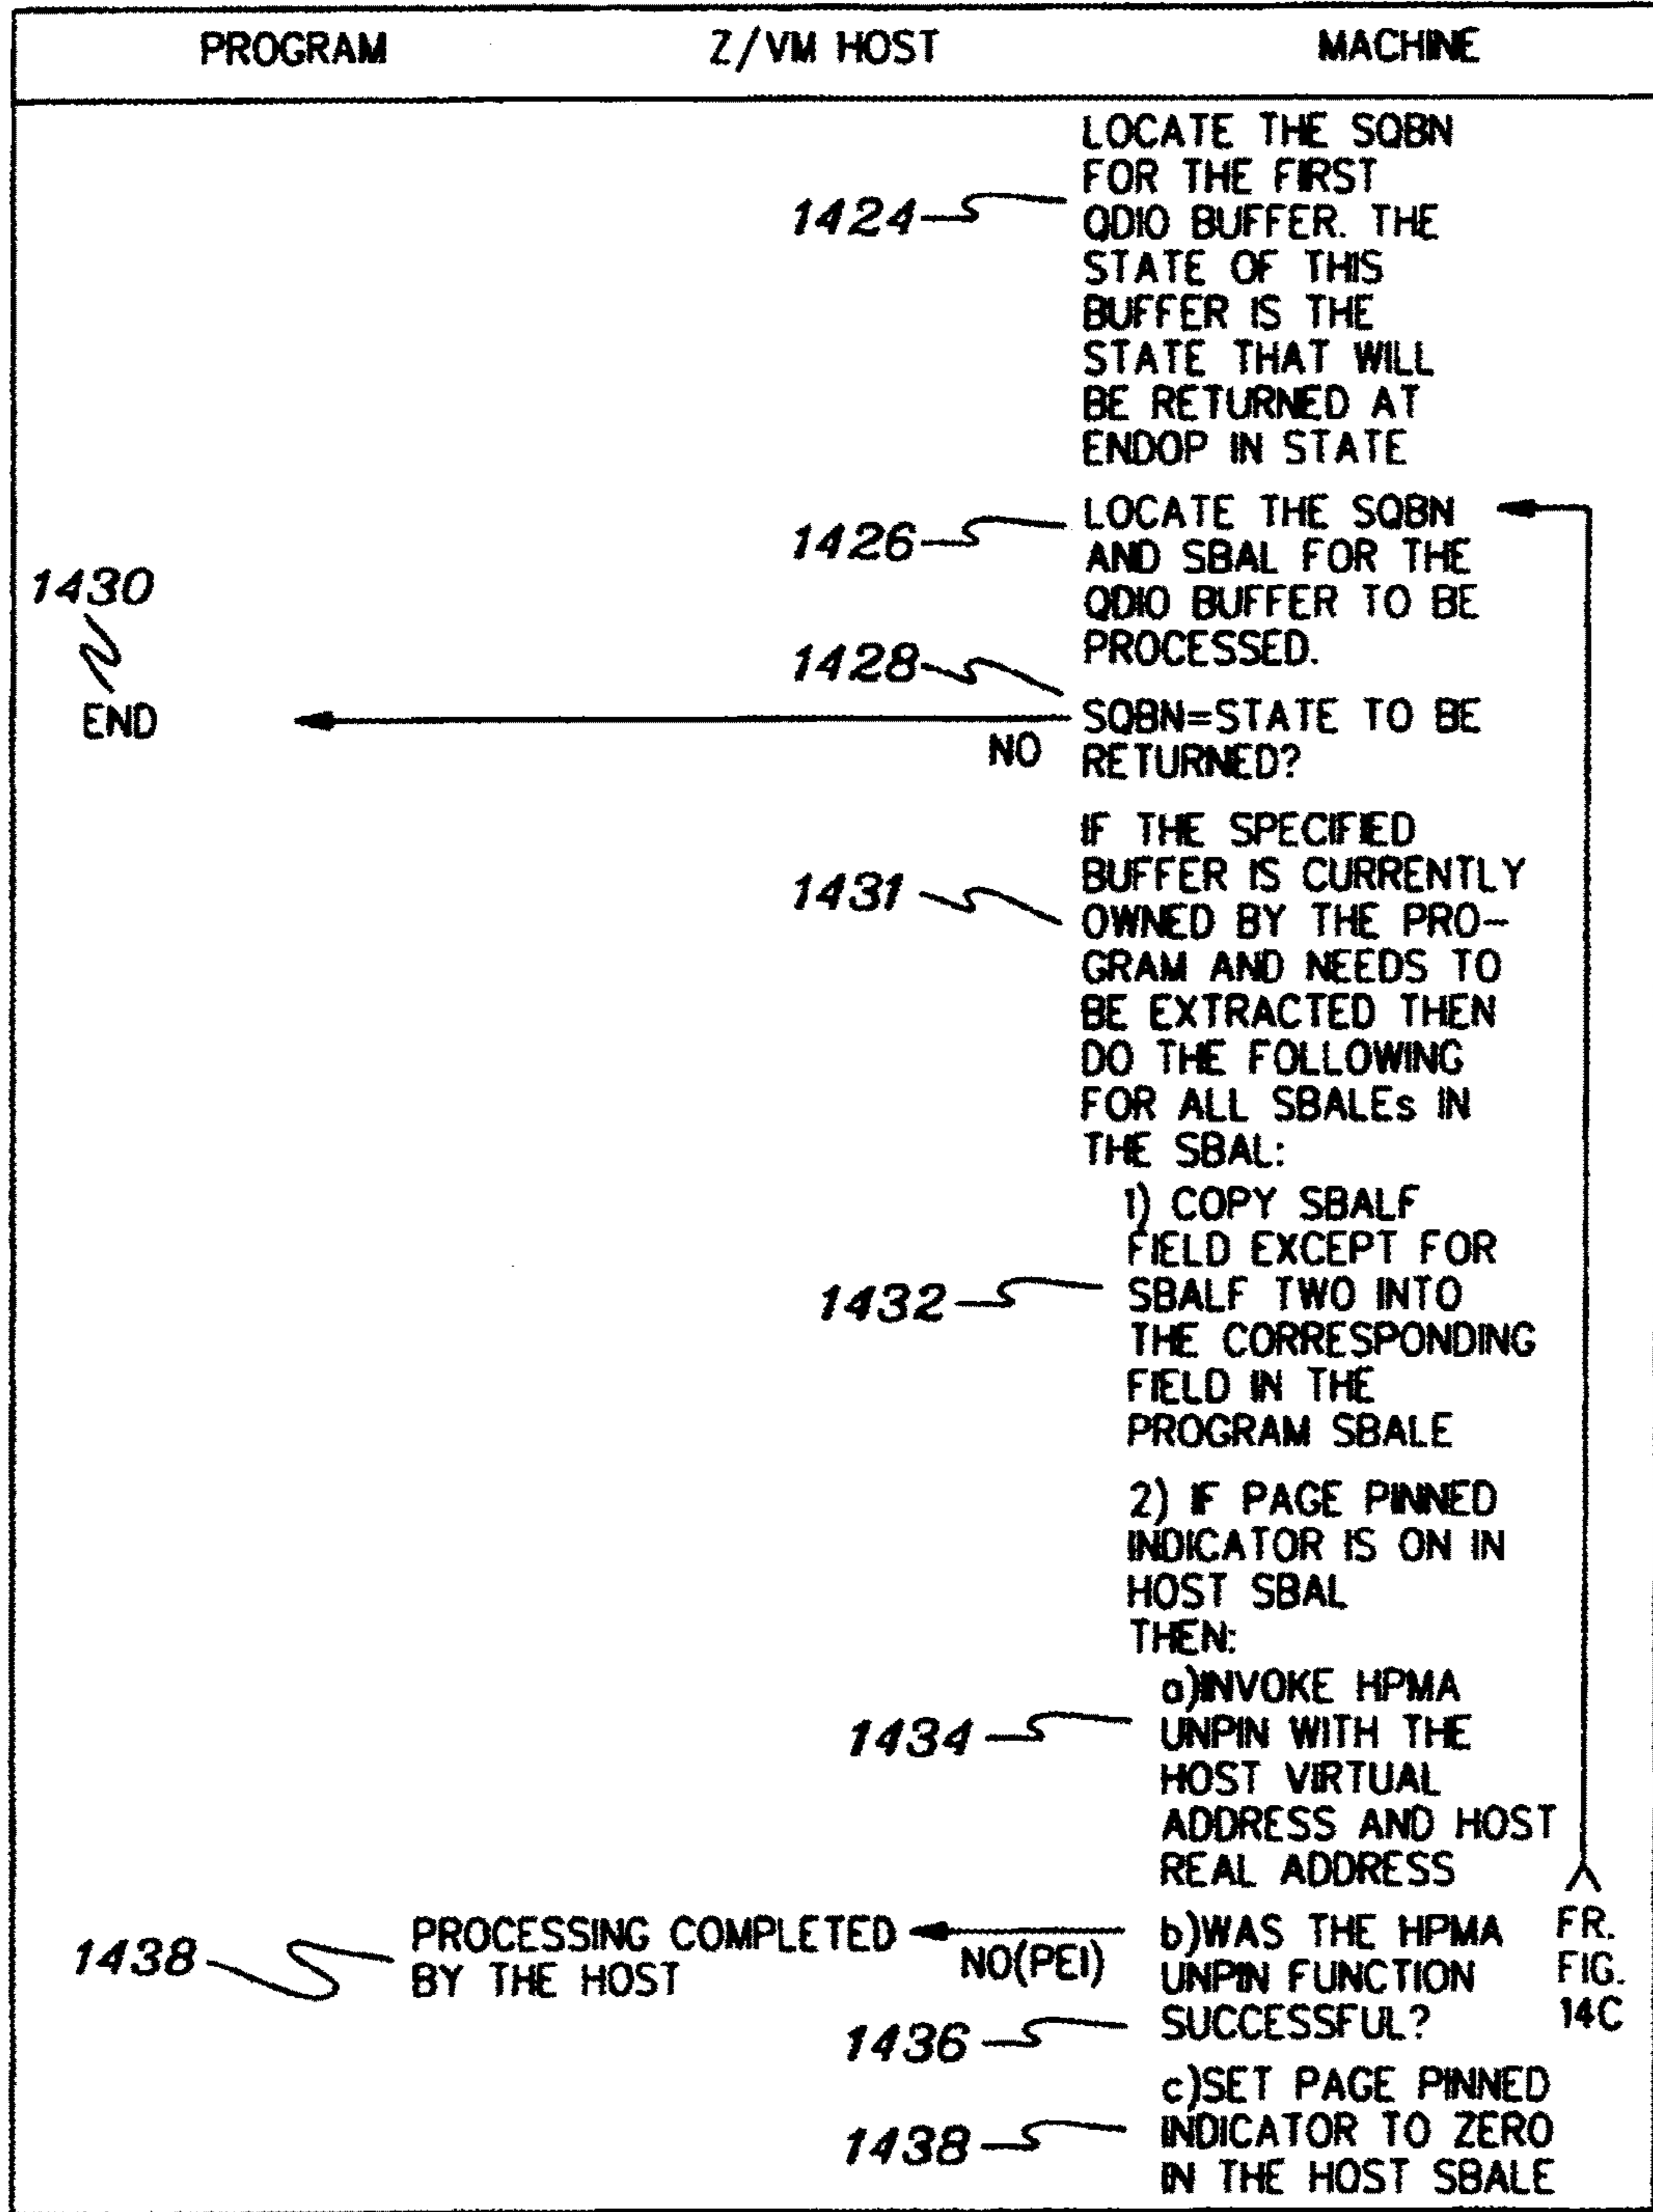 PROGRAM Z/VM HOST MACHINE
1424
LOCATE THE SQBN
FOR THE FIRST
QDIO BUFFER. THE
STATE OF THIS
BUFFER IS THE
STATE THAT WILL
BE RETURNED AT
ENDOP IN STATE
1426
LOCATE THE SQBN
AND SBAL FOR THE
QDIO BUFFER TO BE
PROCESSED.
1428
SQBN=STATE TO BE
RETURNED?
NO
1430
END
1431
IF THE SPECIFIED
BUFFER IS CURRENTLY
OWNED BY THE PRO-
GRAM AND NEEDS TO
BE EXTRACTED THEN
DO THE FOLLOWING
FOR ALL SBALEs IN
THE SBAL:
1432
1) COPY SBALF
FIELD EXCEPT FOR
SBALF TWO INTO
THE CORRESPONDING
FIELD IN THE
PROGRAM SBALE
2) IF PAGE PINNED
INDICATOR IS ON IN
HOST SBAL
THEN:
1434
a)INVOKE HPMA
UNPIN WITH THE
HOST VIRTUAL
ADDRESS AND HOST
REAL ADDRESS
1436
b)WAS THE HPMA
UNPIN FUNCTION
SUCCESSFUL?
NO(PEI)
1438
PROCESSING COMPLETED
BY THE HOST
FR.
FIG.
14C
1438
c)SET PAGE PINNED
INDICATOR TO ZERO
IN THE HOST SBALE